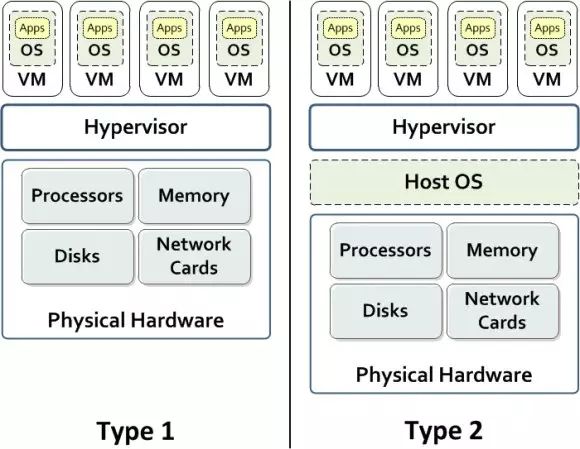 Apps Apps Apps Apps
OS OS OS OS
VM VM VM VM
Hypervisor
Processors Memory
Disks Network
Cards
Physical Hardware
Type 1
Apps Apps Apps Apps
OS OS OS OS
VM VM VM VM
Hypervisor
Host OS
Processors Memory
Disks Network
Cards
Physical Hardware
Type 2